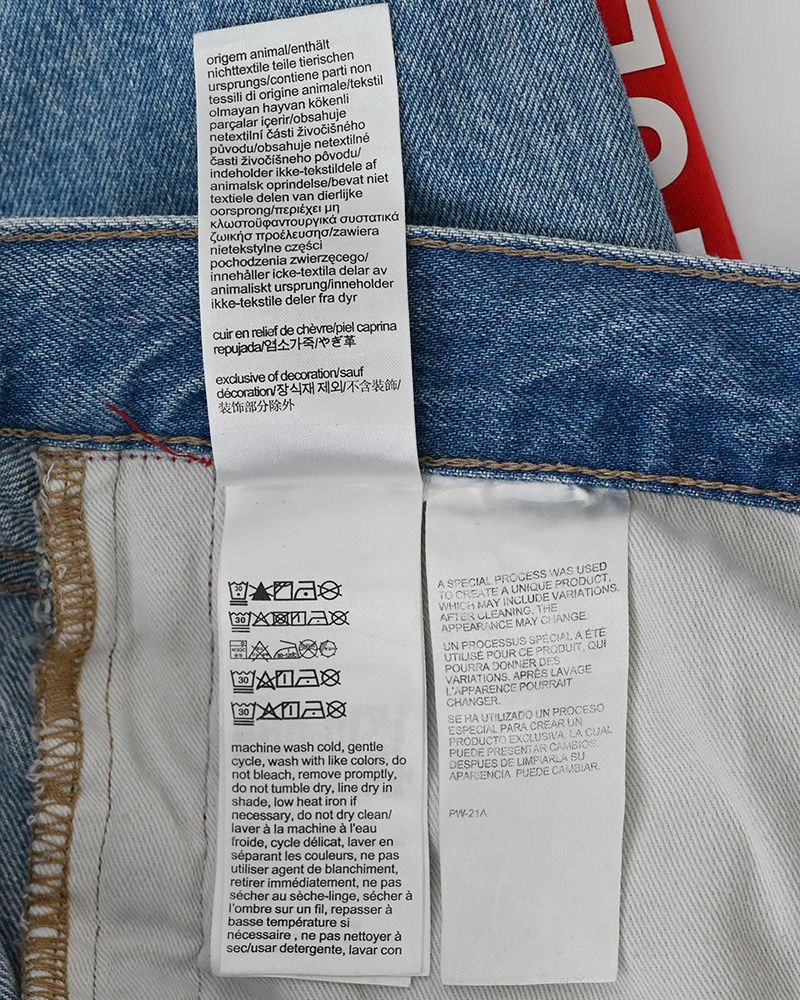 origem animal/enthält
nichttextile teile tierischen
ursprungs/contiene parti non
tessili di origine animale/tekstil
olmayan hayvan kökenli
parçalar içerir/obsahuje
netextilní části živočišného
původu/obsahuje netextilné
časti živočíšneho pôvodu/
indeholder ikke-tekstildele af
animalsk oprindelse/bevat niet
textiele delen van dierlijke
oorsprong/περιέχει μη
κλωστοϋφαντουργικά συστατικά
ζωικής προέλευσησ/zawiera
nietekstylne części
pochodzenia zwierzęcego/
innehåller icke-textila delar av
animaliskt ursprung/inneholder
ikke-tekstile deler fra dyr
cuir en relief de chèvre/piel caprina
repujada/염소가죽/やぎ革
exclusive of decoration/sauf
décoration/장식재 제외/不含裝飾/
装饰部分除外
30
30
30
30
machine wash cold, gentle
cycle, wash with like colors, do
not bleach, remove promptly,
do not tumble dry, line dry in
shade, low heat iron if
necessary, do not dry clean/
laver à la machine à l'eau
froide, cycle délicat, laver en
séparant les couleurs, ne pas
utiliser agent de blanchiment,
retirer immédiatement, ne pas
sécher au sèche-linge, sécher à
l'ombre sur un fil, repasser à
basse température si
nécessaire , ne pas nettoyer à
sec/usar detergente, lavar con
A SPECIAL PROCESS WAS USED
TO CREATE A UNIQUE PRODUCT,
WHICH MAY INCLUDE VARIATIONS.
AFTER CLEANING, THE
APPEARANCE MAY CHANGE.
UN PROCESSUS SPÉCIAL A ÉTÉ
UTILISÉ POUR CE PRODUIT, QUI
POURRA DONNER DES
VARIATIONS. APRÈS LAVAGE
L'APPARENCE POURRAIT
CHANGER.
SE HA UTILIZADO UN PROCESO
ESPECIAL PARA CREAR UN
PRODUCTO EXCLUSIVA, LA CUAL
PUEDE PRESENTAR CAMBIOS.
DESPUES DE LIMPIARLA SU
APARIENCIA PUEDE CAMBIAR.
PW-21A